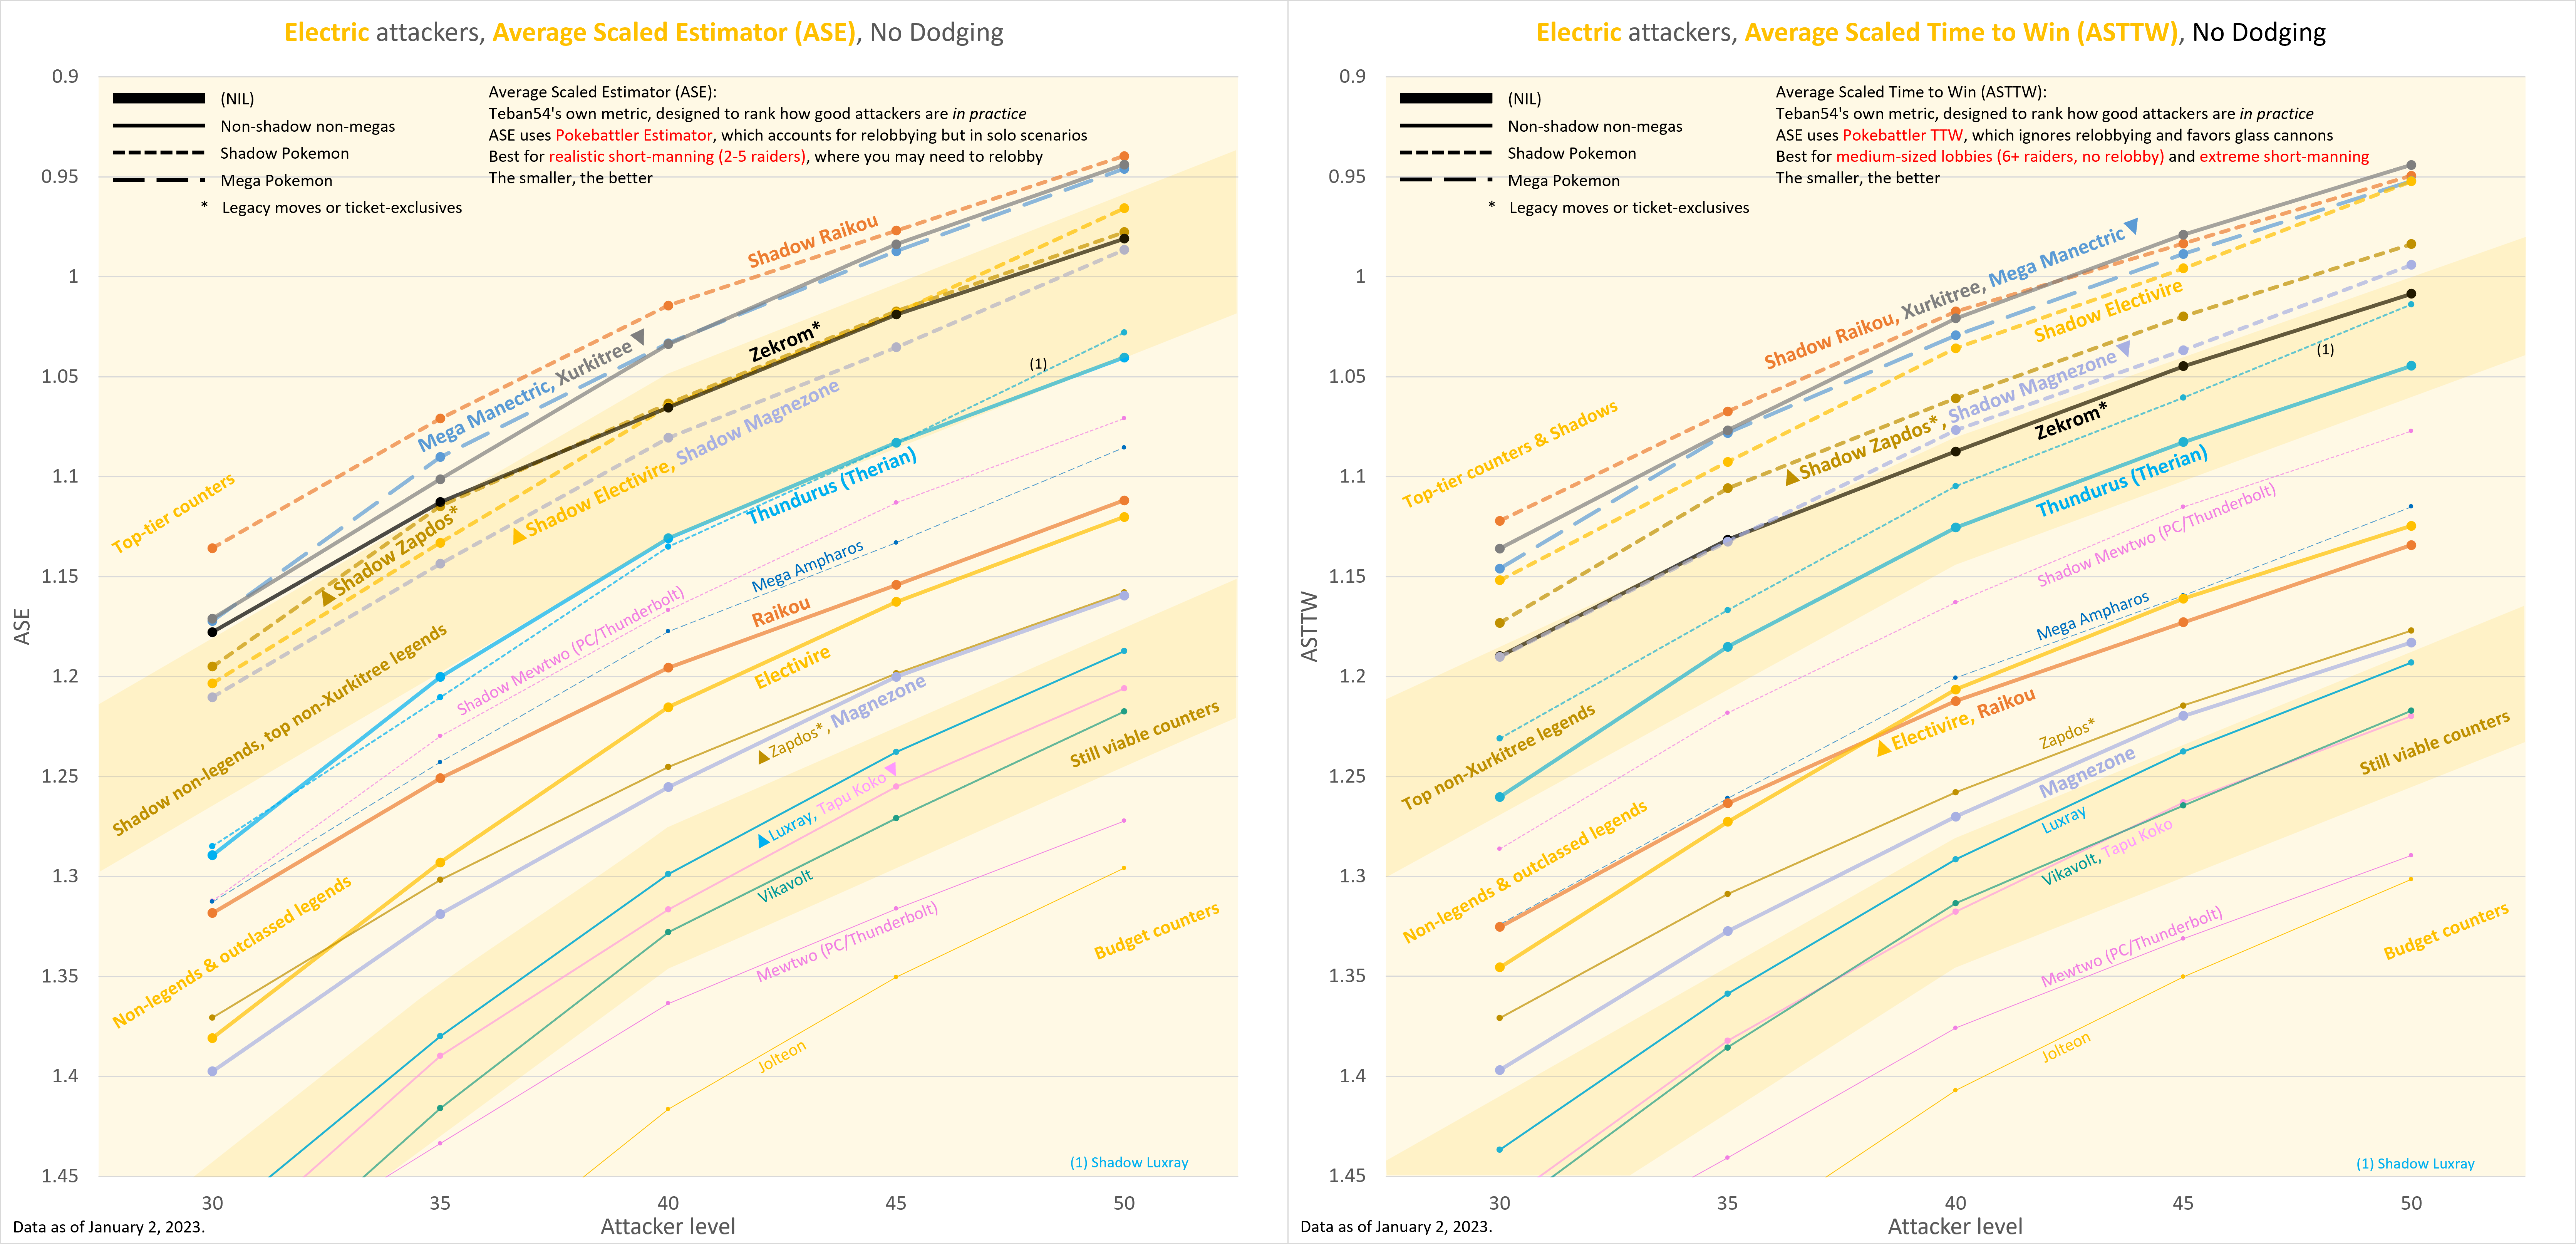 Electric attackers, Average Scaled Estimator (ASE), No Dodging
0.9
0.95
1
1.05
1.1
1.15
1.2
1.25
1.3
1.35
1.4
1.45
ASE
(NIL)
Non-shadow non-megas
Shadow Pokemon
Mega Pokemon
* Legacy moves or ticket-exclusives
Average Scaled Estimator (ASE):
Teban54's own metric, designed to rank how good attackers are in practice
ASE uses Pokebattler Estimator, which accounts for relobbying but in solo scenarios
Best for realistic short-manning (2-5 raiders), where you may need to relobby
The smaller, the better
Shadow Raikou
Mega Manectric, Xurkitree
Zekrom*
(1)
Top-tier counters
Shadow Zapdos*
Shadow Electivire, Shadow Magnezone
Thundurus (Therian)
Shadow Mewtwo (PC/Thunderbolt)
Mega Ampharos
Raikou
Electivire
Shadow non-legends, top non-Xurkitree legends
Zapdos*, Magnezone
Still viable counters
Luxray, Tapu Koko
Vikavolt
Non-legends & outclassed legends
Mewtwo (PC/Thunderbolt)
Budget counters
Jolteon
(1) Shadow Luxray
30
35
40
45
50
Attacker level
Data as of January 2, 2023.
Electric attackers, Average Scaled Time to Win (ASTTW), No Dodging
0.9
0.95
1
1.05
1.1
1.15
1.2
1.25
1.3
1.35
1.4
1.45
ASTTW
(NIL)
Non-shadow non-megas
Shadow Pokemon
Mega Pokemon
* Legacy moves or ticket-exclusives
Average Scaled Time to Win (ASTTW):
Teban54's own metric, designed to rank how good attackers are in practice
ASE uses Pokebattler TTW, which ignores relobbying and favors glass cannons
Best for medium-sized lobbies (6+ raiders, no relobby) and extreme short-manning
The smaller, the better
Shadow Raikou, Xurkitree, Mega Manectric
Shadow Electivire
(1)
Top-tier counters & Shadows
Shadow Zapdos*, Shadow Magnezone
Zekrom*
Thundurus (Therian)
Shadow Mewtwo (PC/Thunderbolt)
Mega Ampharos
Electivire, Raikou
Top non-Xurkitree legends
Zapdos*
Magnezone
Still viable counters
Luxray
Vikavolt, Tapu Koko
Non-legends & outclassed legends
Mewtwo (PC/Thunderbolt)
Budget counters
Jolteon
(1) Shadow Luxray
30
35
40
45
50
Attacker level
Data as of January 2, 2023.